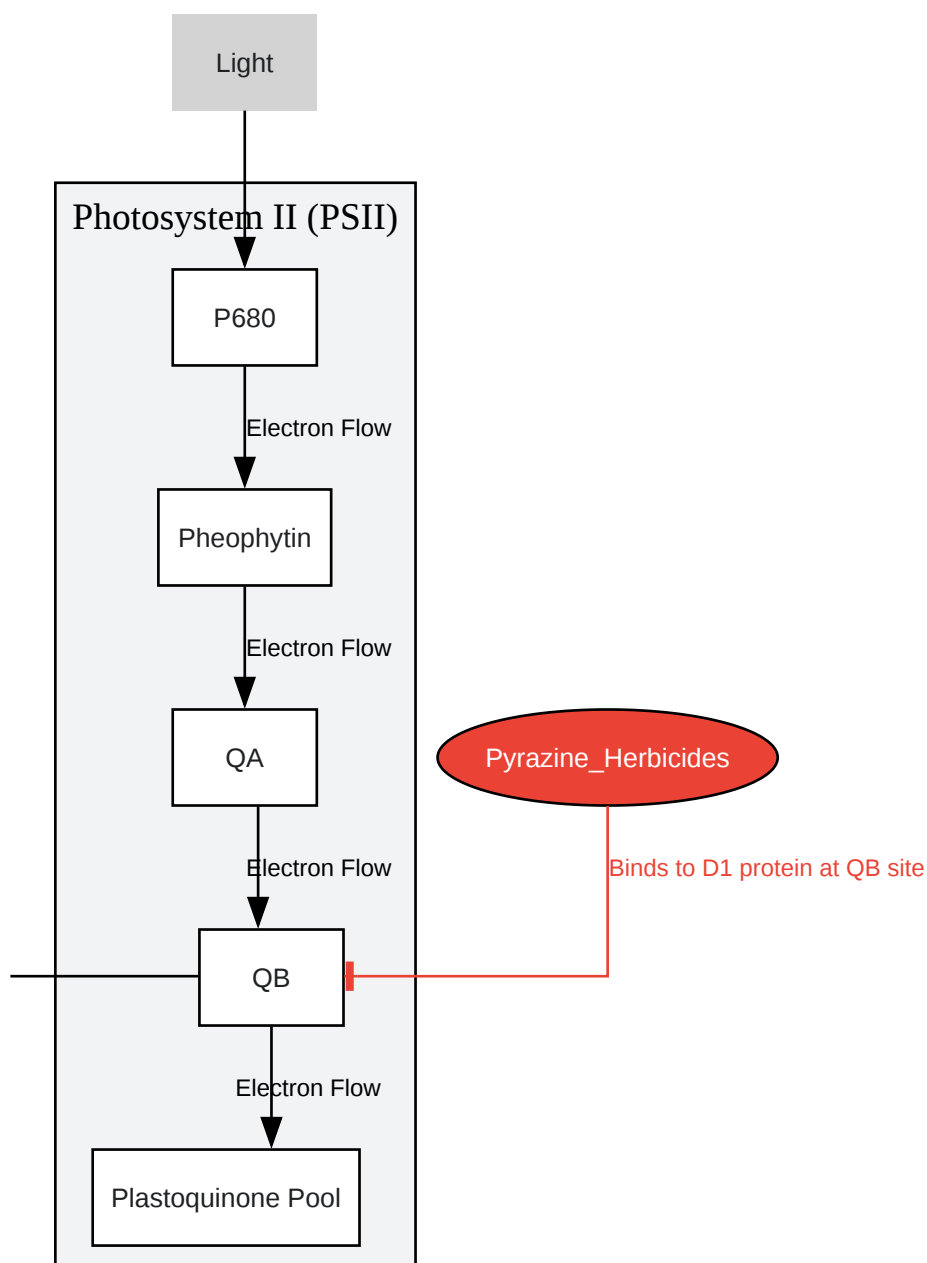 Light
Photosystem II (PSII)
P680
Electron Flow
Pheophytin
Electron Flow
QA
Pyrazine_Herbicides
Electron Flow
Binds to D1 protein at QB site
QB
Electron Flow
Plastoquinone Pool